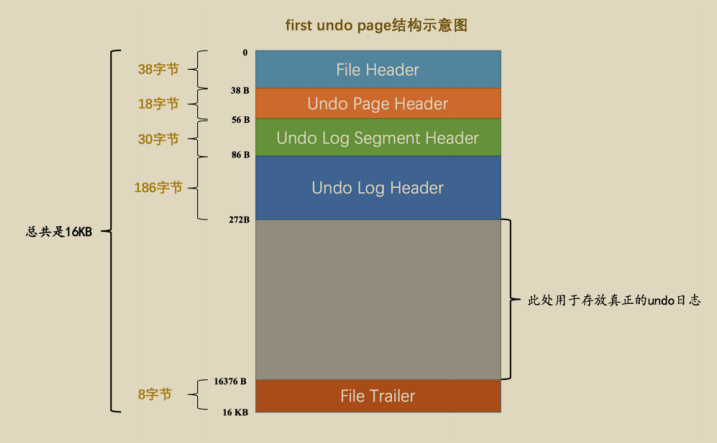 first undo page结构示意图
0
38字节
File Header
38 B
18字节
Undo Page Header
56 B
30字节
Undo Log Segment Header
86 B
186字节
Undo Log Header
272B
总共是16KB
此处用于存放真正的undo日志
16376 B
8字节
File Trailer
16 KB